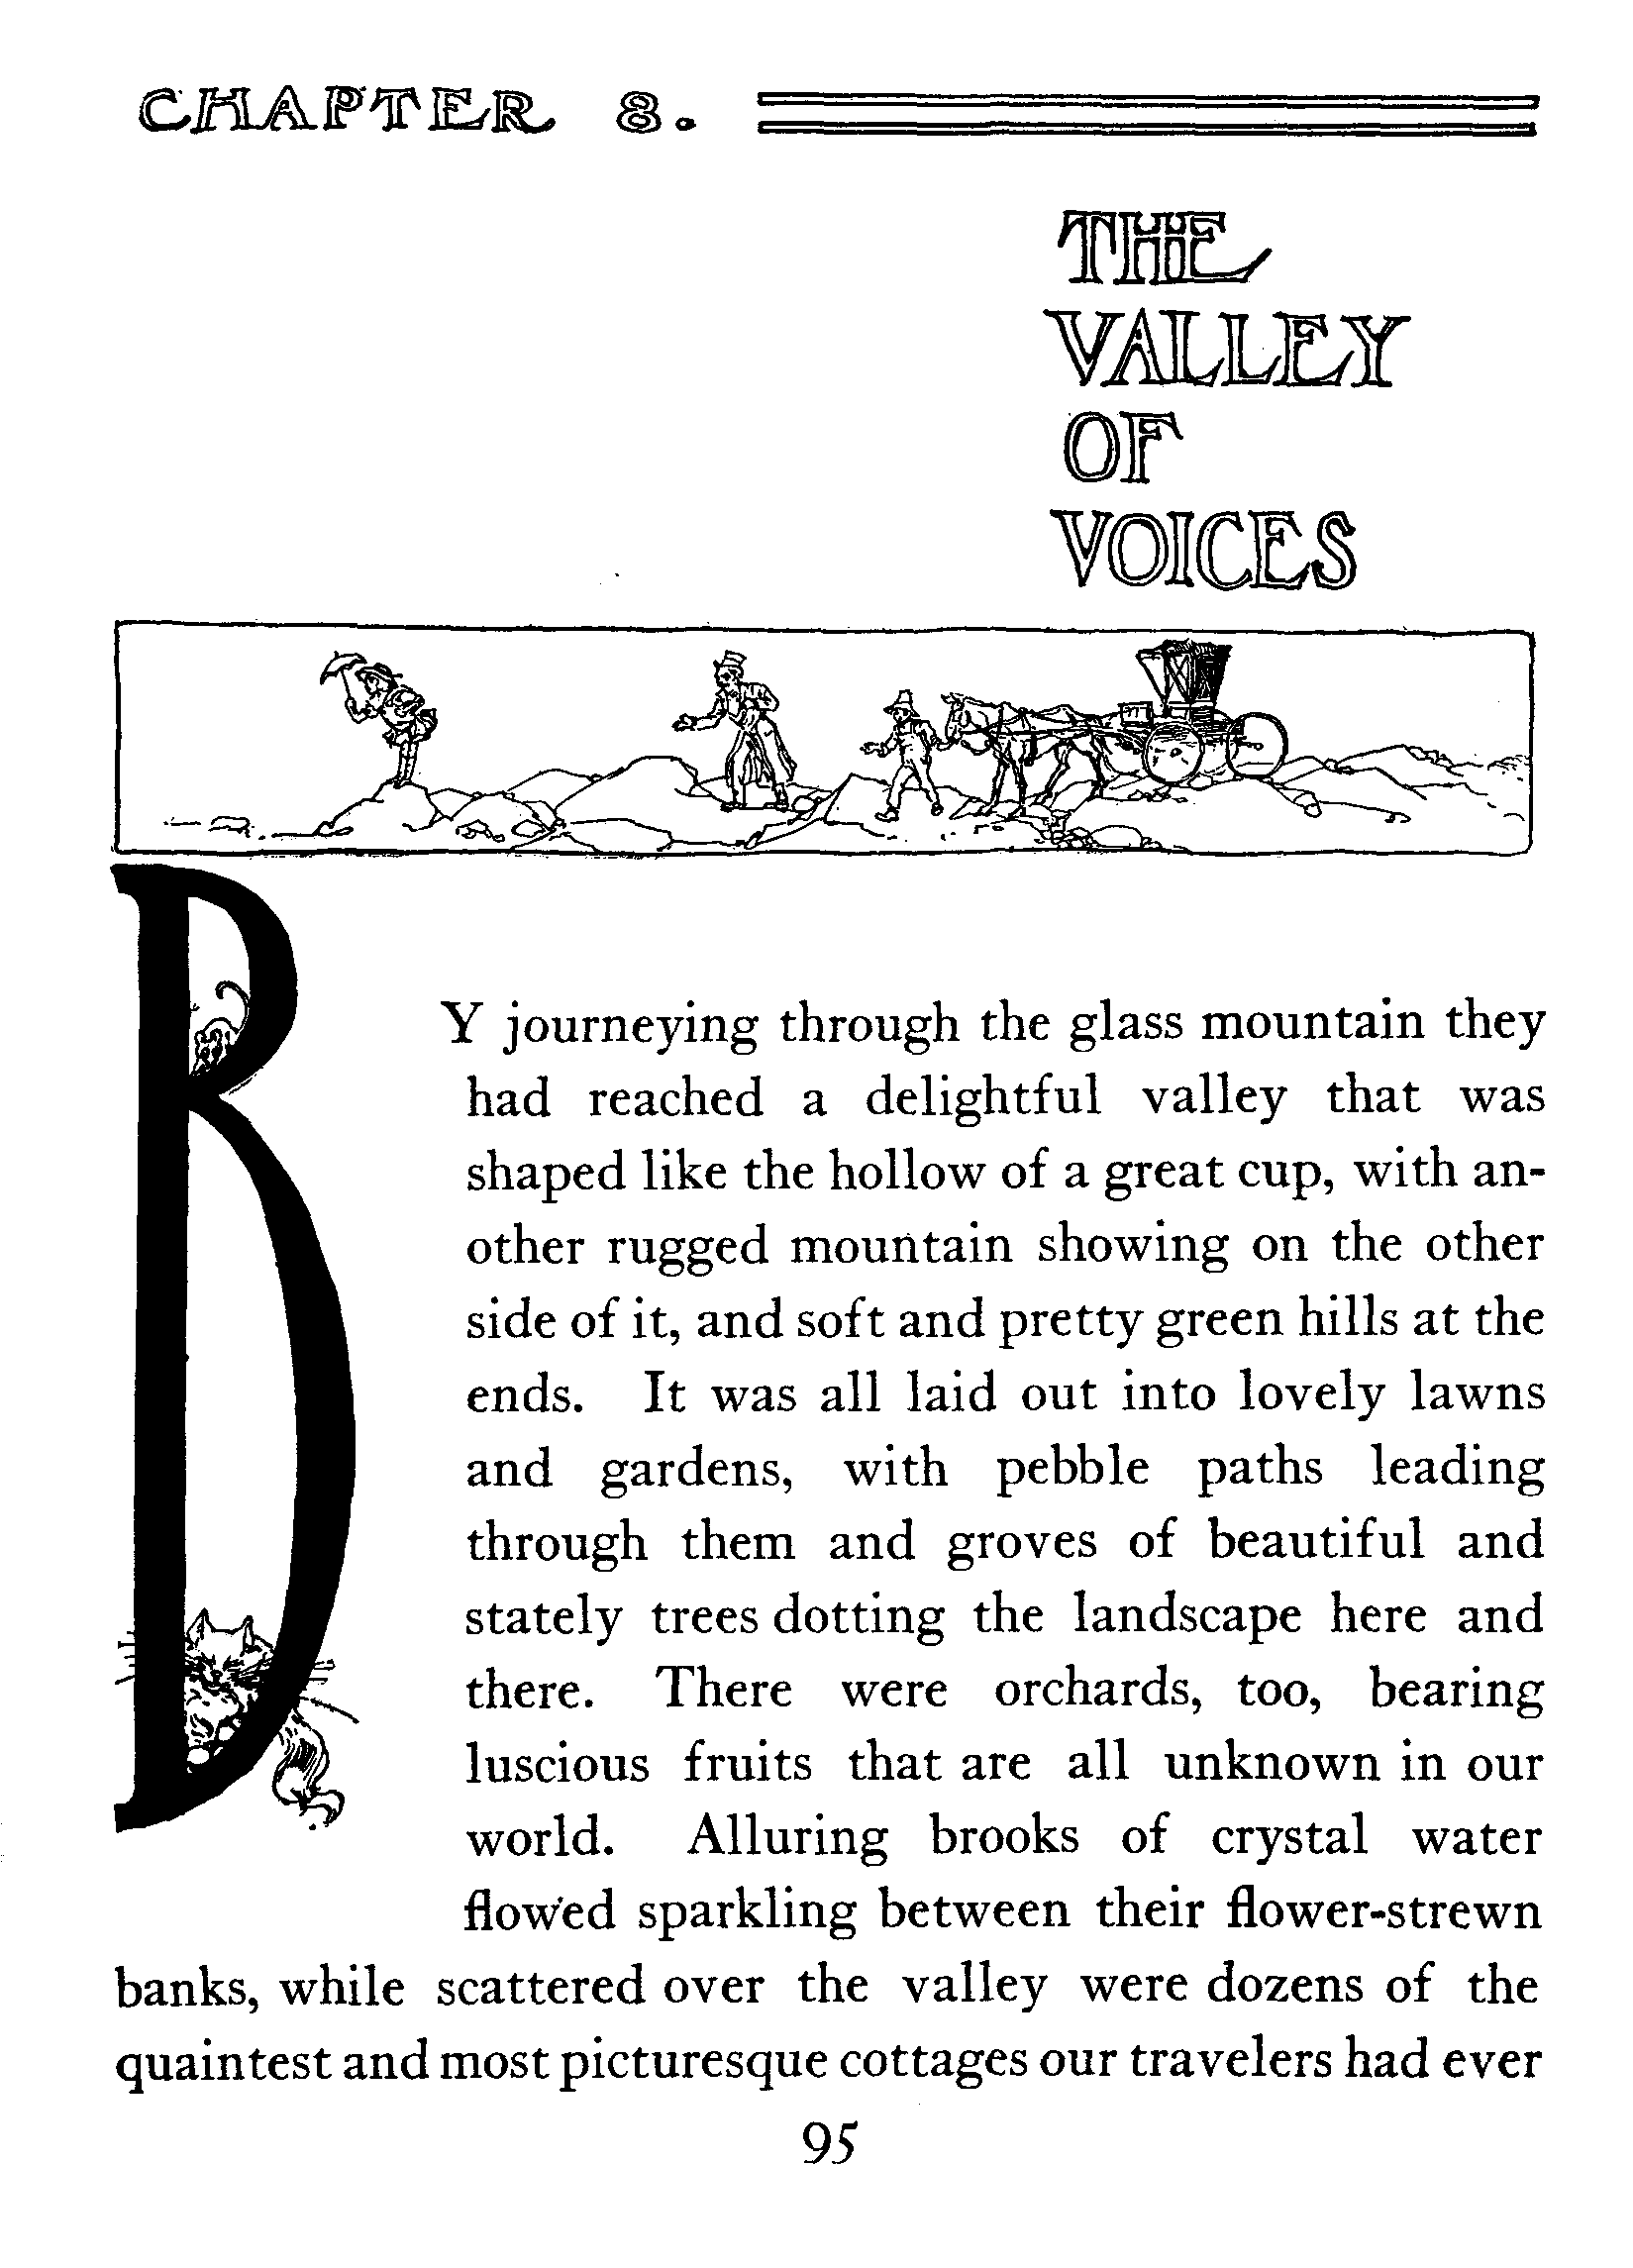 CHAPTER 8.
THE
VALLEY
OF
VOICES
BY journeying through the glass mountain they
had reached a delightful valley that was
shaped like the hollow of a great cup, with an-
other rugged mountain showing on the other
side of it, and soft and pretty green hills at the
ends. It was all laid out into lovely lawns
and gardens, with pebble paths leading
through them and groves of beautiful and
stately trees dotting the landscape here and
there. There were orchards, too, bearing
luscious fruits that are all unknown in our
world. Alluring brooks of crystal water
flowed sparkling between their flower-strewn
banks, while scattered over the valley were dozens of the
quaintest and most picturesque cottages our travelers had ever
95